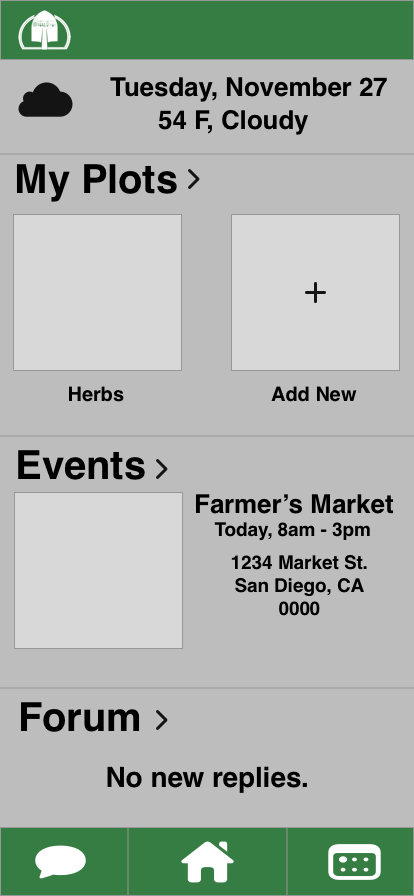 Tuesday, November 27
54 F, Cloudy
My Plots
Herbs
Add New
Events
Farmer’s Market
Today, 8am - 3pm
1234 Market St.
San Diego, CA
0000
Forum
No new replies.